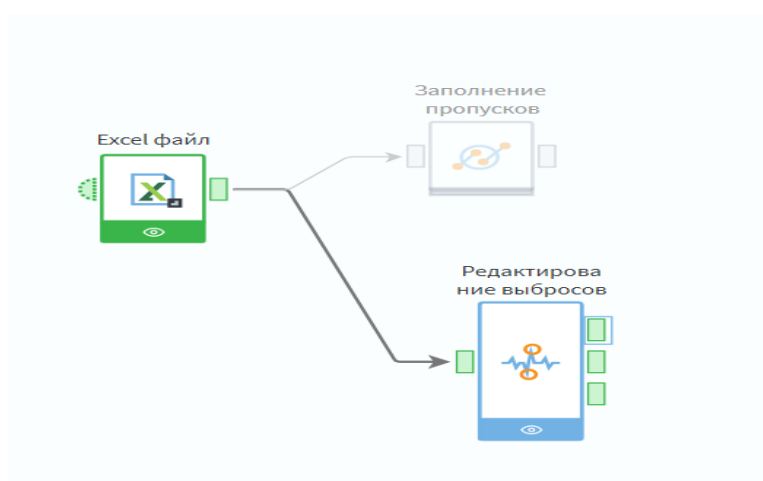 Заполнение
пропусков
Excel файл
Редактирова
ние выбросов